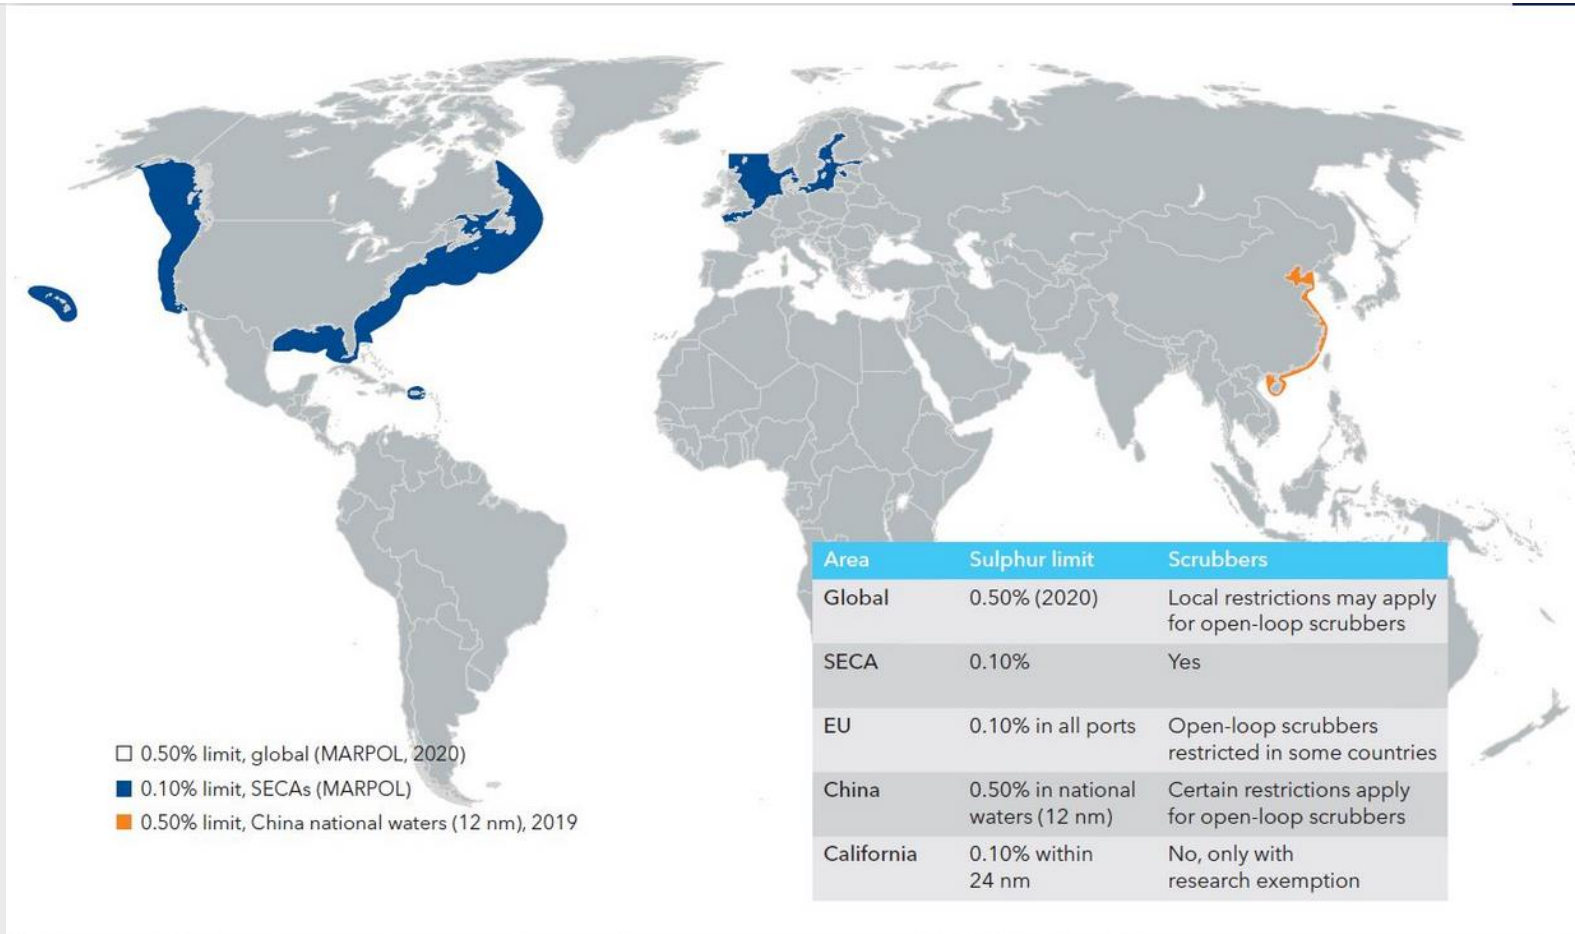 Area Sulphur limit Scrubbers
Global 0.50% (2020) Local restrictions may apply
for open-loop scrubbers
SECA 0.10% Yes
EU 0.10% in all ports Open-loop scrubbers
restricted in some countries
China 0.50% in national Certain restrictions apply
waters (12 nm) for open-loop scrubbers
California 0.10% within No, only with
24 nm research exemption
0.50% limit, global (MARPOL, 2020)
0.10% limit, SECAs (MARPOL)
0.50% limit, China national waters (12 nm), 2019